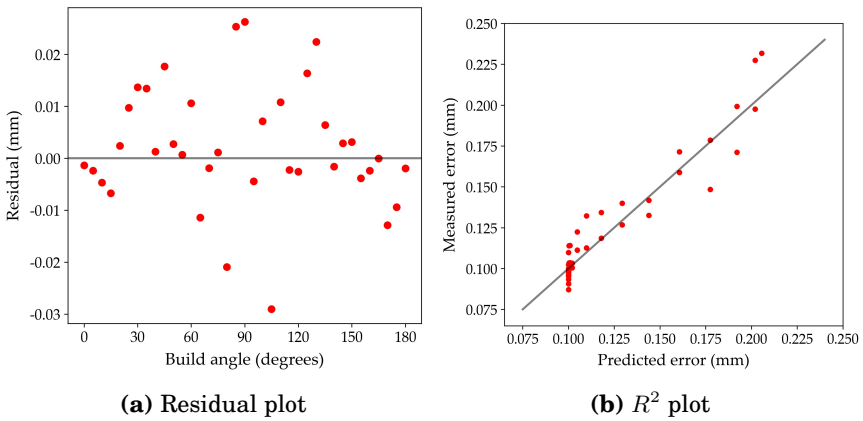 0.02
0.01
0.00
-0.01
-0.02
-0.03
Residual (mm)
0 30 60 90 120 150 180
Build angle (degrees)
(a) Residual plot
0.250
0.225
0.200
0.175
0.150
0.125
0.100
0.075
Measured error (mm)
0.075 0.100 0.125 0.150 0.175 0.200 0.225 0.250
Predicted error (mm)
(b) R² plot